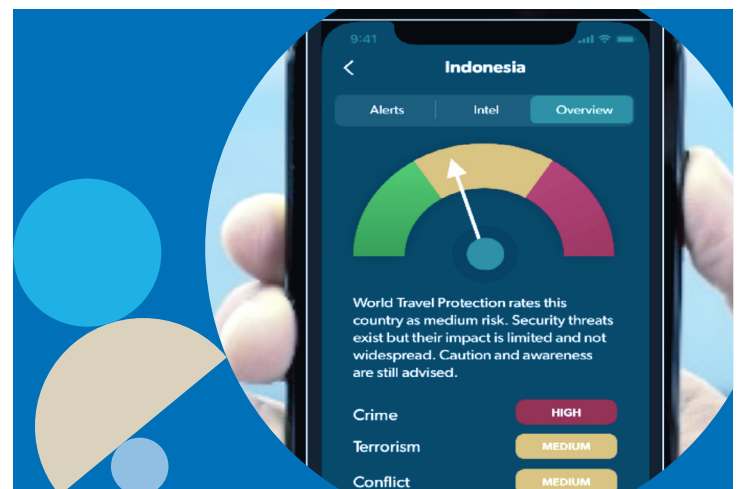 9:41
Indonesia
Alerts Intel Overview
World Travel Protection rates this
country as medium risk. Security threats
exist but their impact is limited and not
widespread. Caution and awareness
are still advised.
Crime HIGH
Terrorism MEDIUM
Conflict MEDIUM